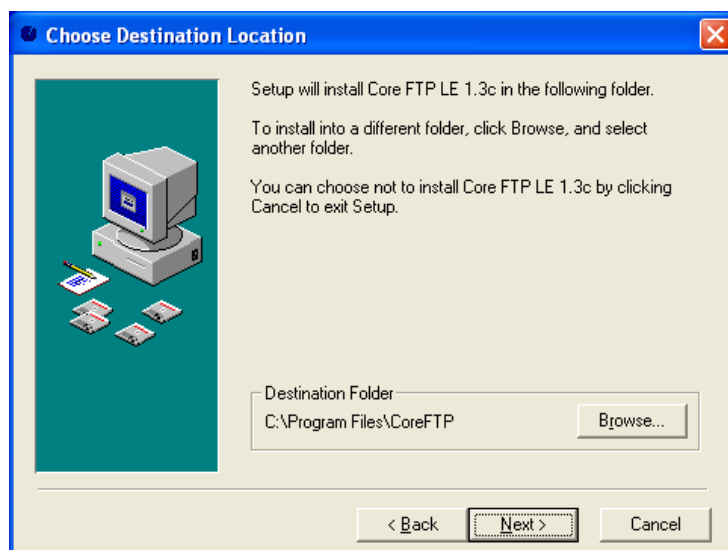 Choose Destination Location
Setup will install Core FTP LE 1.3c in the following folder.
To install into a different folder, click Browse, and select
another folder.
You can choose not to install Core FTP LE 1.3c by clicking
Cancel to exit Setup.
Destination Folder
C:\Program Files\CoreFTP
Browse...
< Back
Next >
Cancel